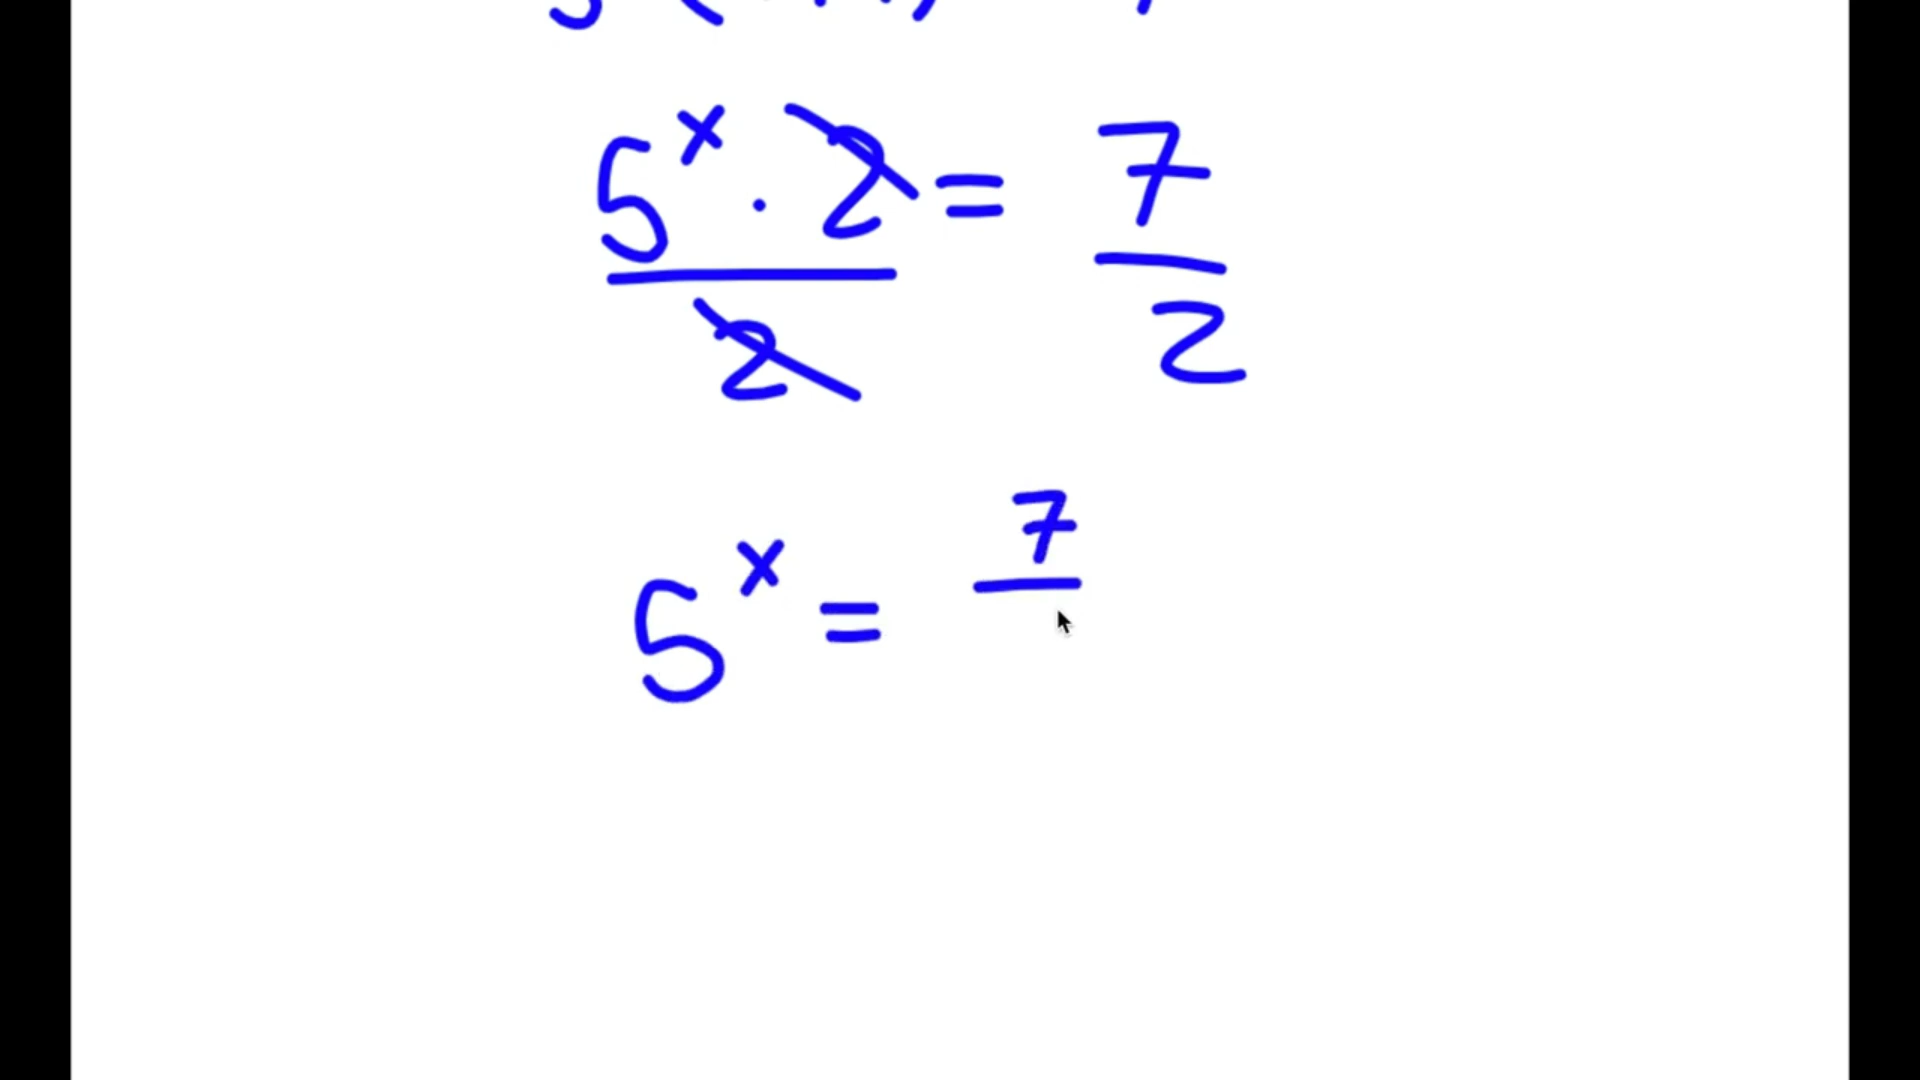 5^x · 2 / 2 = 7 / 2
5^x = 7 /